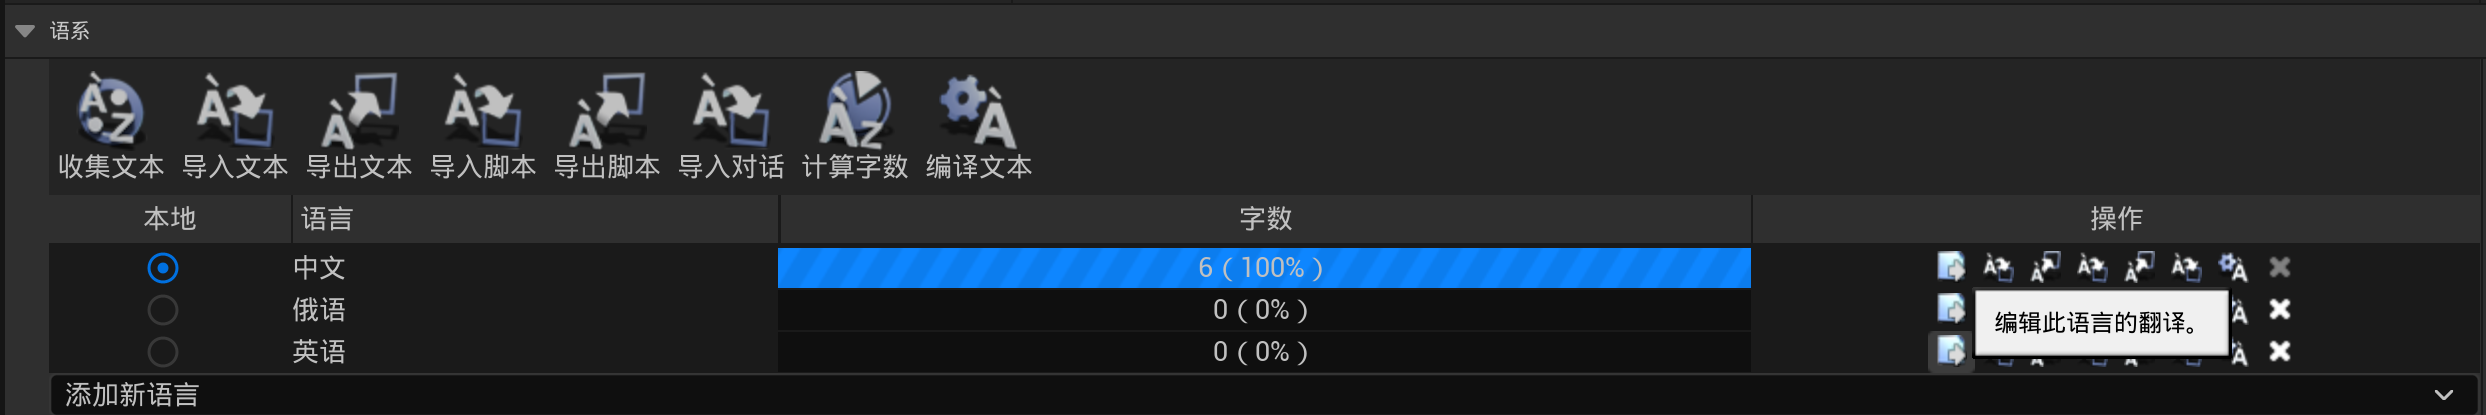 语系
收集文本 导入文本 导出文本 导入脚本 导出脚本 导入对话 计算字数 编译文本
本地 语言 字数 操作
中文 6 ( 100% )
俄语 0 ( 0% )
编辑此语言的翻译。
英语 0 ( 0% )
添加新语言